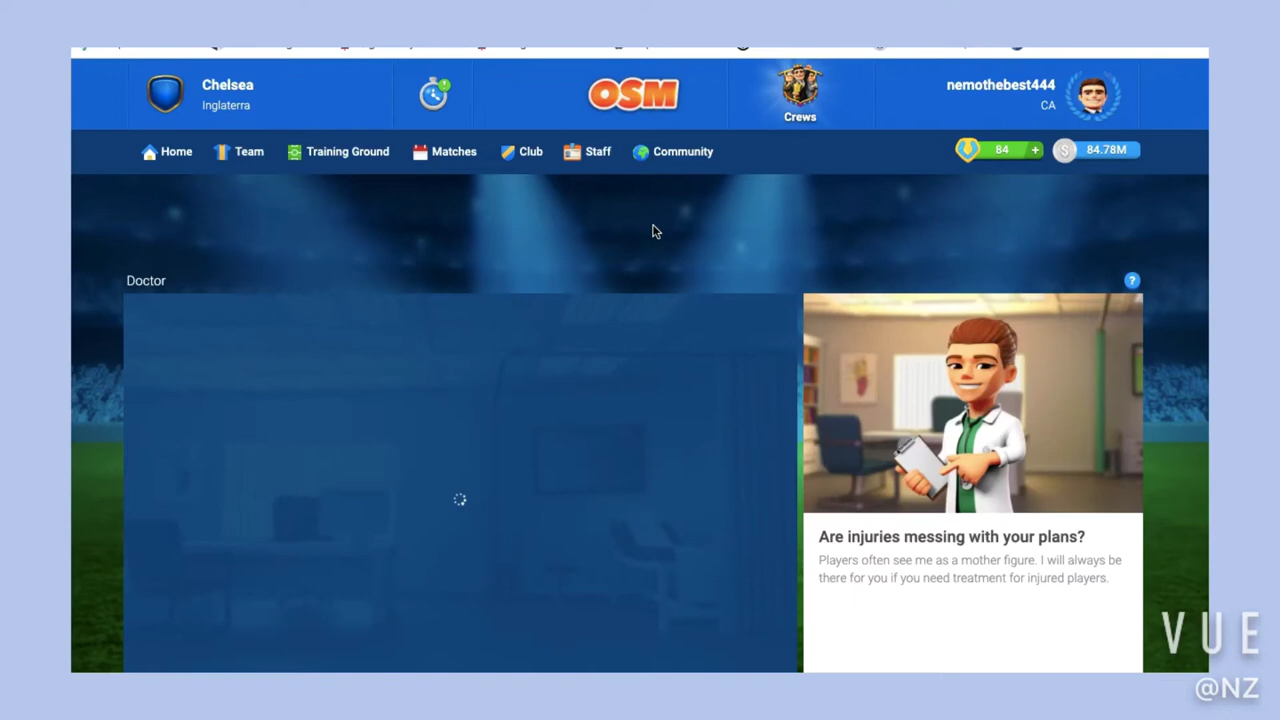 Chelsea
Inglaterra
OSM
Crews
nemothebest444
CA
Home
Team
Training Ground
Matches
Club
Staff
Community
84
+
84.78M
Doctor
?
Are injuries messing with your plans?
Players often see me as a mother figure. I will always be
there for you if you need treatment for injured players.
VUE
@NZ